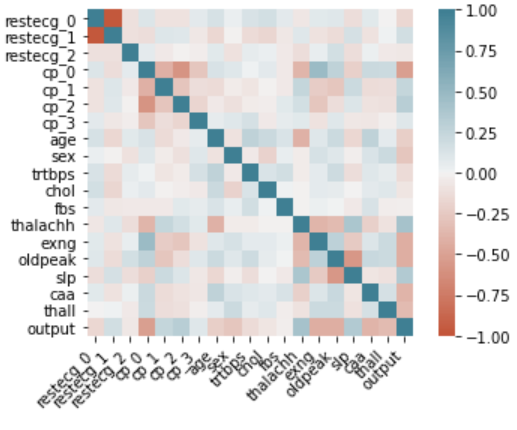 restecg_0
restecg_1
restecg_2
cp_0
cp_1
cp_2
cp_3
age
sex
trtbps
chol
fbs
thalachh
exng
oldpeak
slp
caa
thall
output
restecg_0
restecg_1
restecg_2
cp_0
cp_1
cp_2
cp_3
age
sex
trtbps
chol
fbs
thalachh
exng
oldpeak
slp
caa
thall
output
1.00
0.75
0.50
0.25
0.00
−0.25
−0.50
−0.75
−1.00